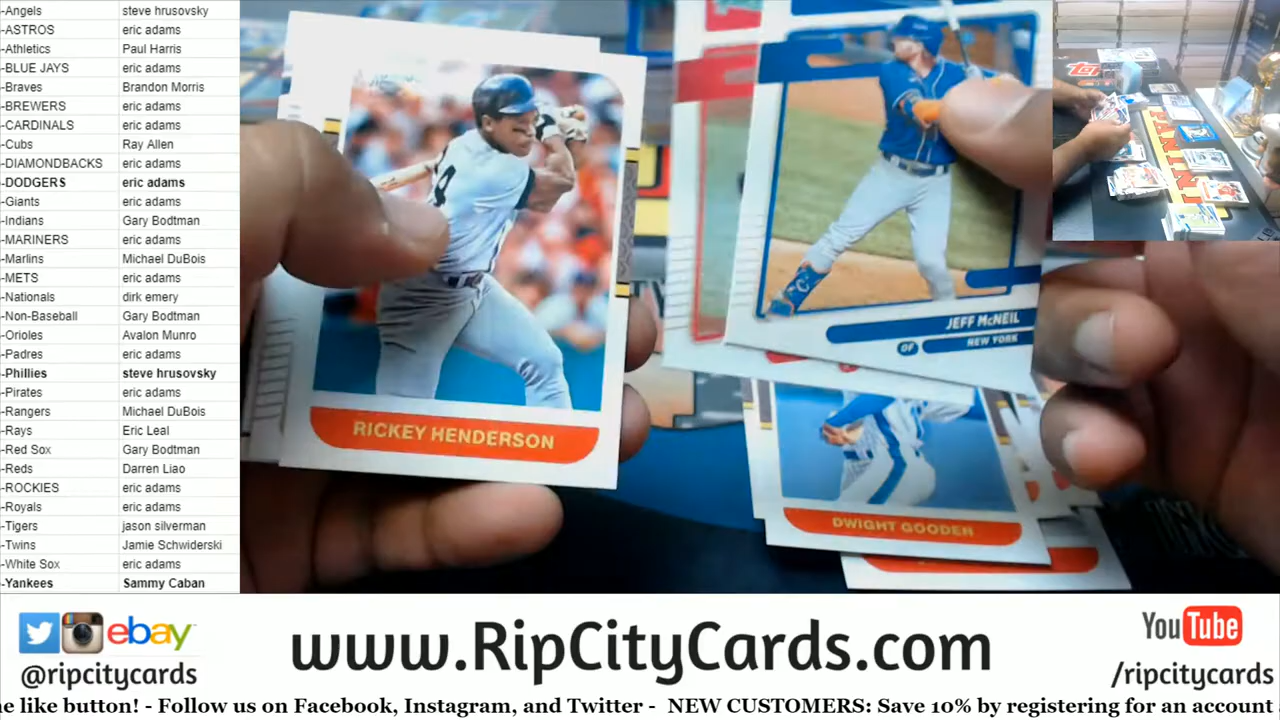 -Angels steve hrusovsky
-ASTROS eric adams
-Athletics Paul Harris
-BLUE JAYS eric adams
-Braves Brandon Morris
-BREWERS eric adams
-CARDINALS eric adams
-Cubs Ray Allen
-DIAMONDBACKS eric adams
-DODGERS eric adams
-Giants eric adams
-Indians Gary Bodtman
-MARINERS eric adams
-Marlins Michael DuBois
-METS eric adams
-Nationals dirk emery
-Non-Baseball Gary Bodtman
-Orioles Avalon Munro
-Padres eric adams
-Phillies steve hrusovsky
-Pirates eric adams
-Rangers Michael DuBois
-Rays Eric Leal
-Red Sox Gary Bodtman
-Reds Darren Liao
-ROCKIES eric adams
-Royals eric adams
-Tigers jason silverman
-Twins Jamie Schwiderski
-White Sox eric adams
-Yankees Sammy Caban
RICKEY HENDERSON
JEFF McNEIL
OF NEW YORK
DWIGHT GOODEN
PANINI
ebay
@ripcitycards
www.RipCityCards.com
YouTube
/ripcitycards
he like button! - Follow us on Facebook, Instagram, and Twitter - NEW CUSTOMERS: Save 10% by registering for an account